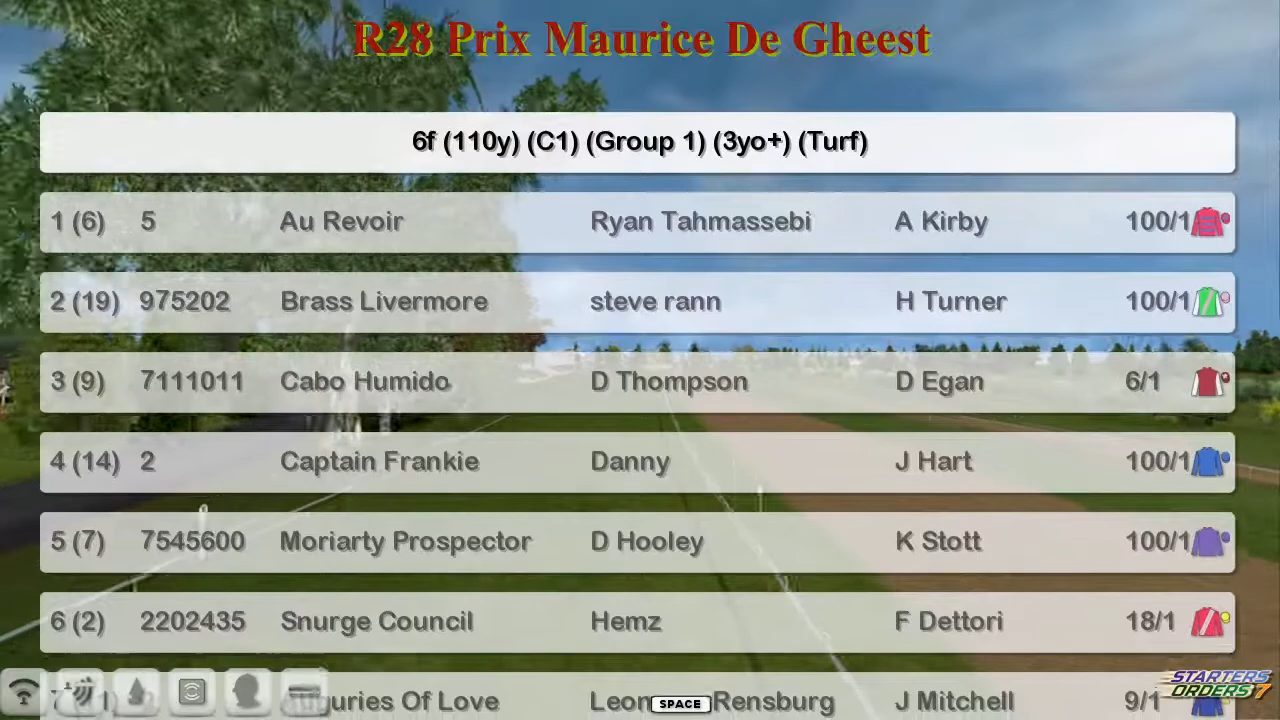 R28 Prix Maurice De Gheest
6f (110y) (C1) (Group 1) (3yo+) (Turf)
1 (6) 5 Au Revoir Ryan Tahmassebi A Kirby 100/1
2 (19) 975202 Brass Livermore steve rann H Turner 100/1
3 (9) 7111011 Cabo Humido D Thompson D Egan 6/1
4 (14) 2 Captain Frankie Danny J Hart 100/1
5 (7) 7545600 Moriarty Prospector D Hooley K Stott 100/1
6 (2) 2202435 Snurge Council Hemz F Dettori 18/1
Of Love Rensburg J Mitchell 9/1
SPACE
STARTERS ORDERS 7